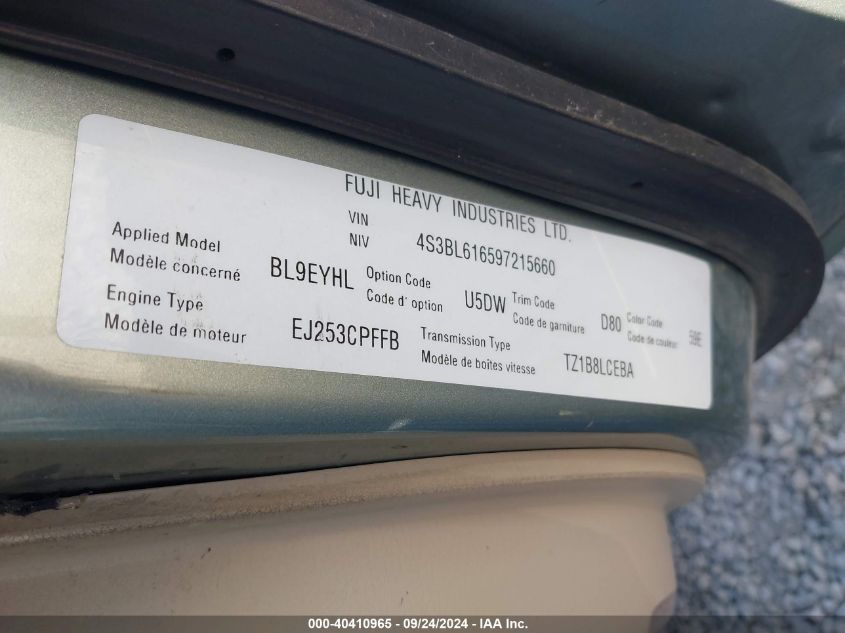 FUJI HEAVY INDUSTRIES LTD.
VIN
NIV
4S3BL616597215660
Applied Model
Modèle concerné
BL9EYHL
Option Code
Code d' option
U5DW
Trim Code
Code de garniture
D80
Color Code
Code de couleur
59E
Engine Type
Modèle de moteur
EJ253CPFFB
Transmission Type
Modèle de boîtes vitesse
TZ1B8LCEBA
000-40410965 - 09/24/2024 - IAA Inc.